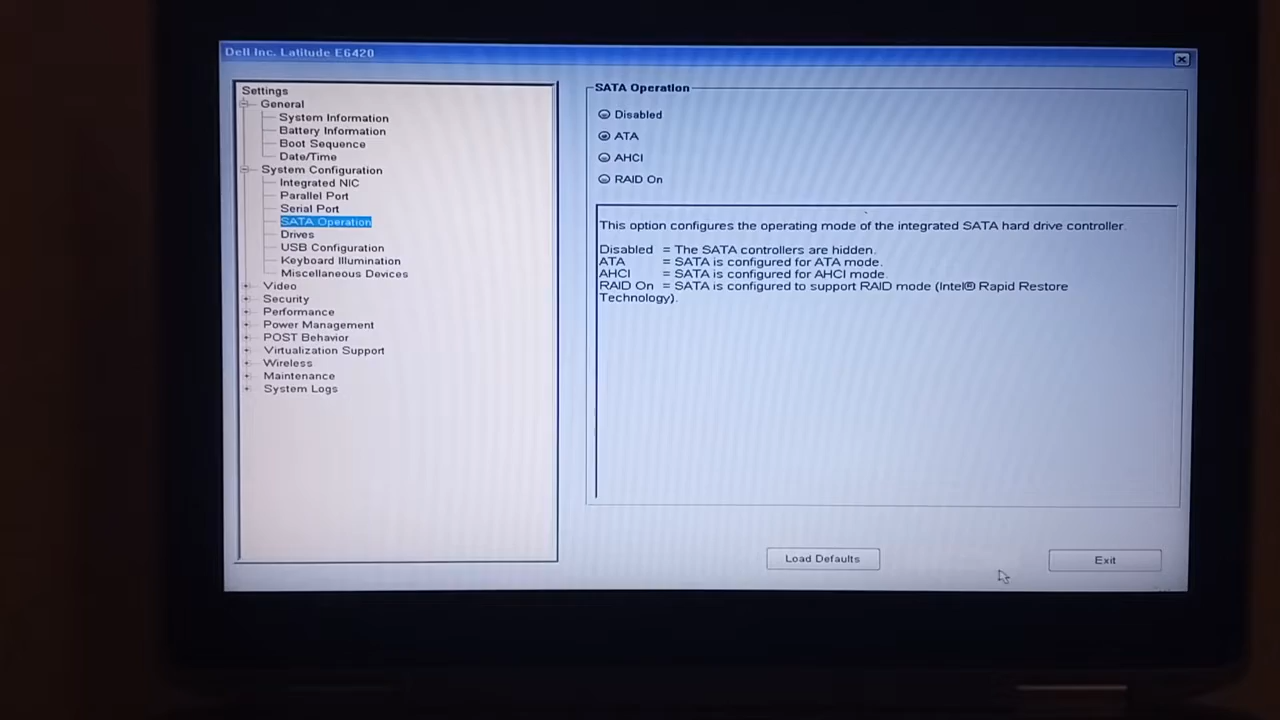 Dell Inc. Latitude E6420
Settings
General
System Information
Battery Information
Boot Sequence
Date/Time
System Configuration
Integrated NIC
Parallel Port
Serial Port
SATA Operation
Drives
USB Configuration
Keyboard Illumination
Miscellaneous Devices
Video
Security
Performance
Power Management
POST Behavior
Virtualization Support
Wireless
Maintenance
System Logs
SATA Operation
Disabled
ATA
AHCI
RAID On
This option configures the operating mode of the integrated SATA hard drive controller.
Disabled = The SATA controllers are hidden.
ATA = SATA is configured for ATA mode.
AHCI = SATA is configured for AHCI mode.
RAID On = SATA is configured to support RAID mode (Intel® Rapid Restore
Technology).
Load Defaults
Exit